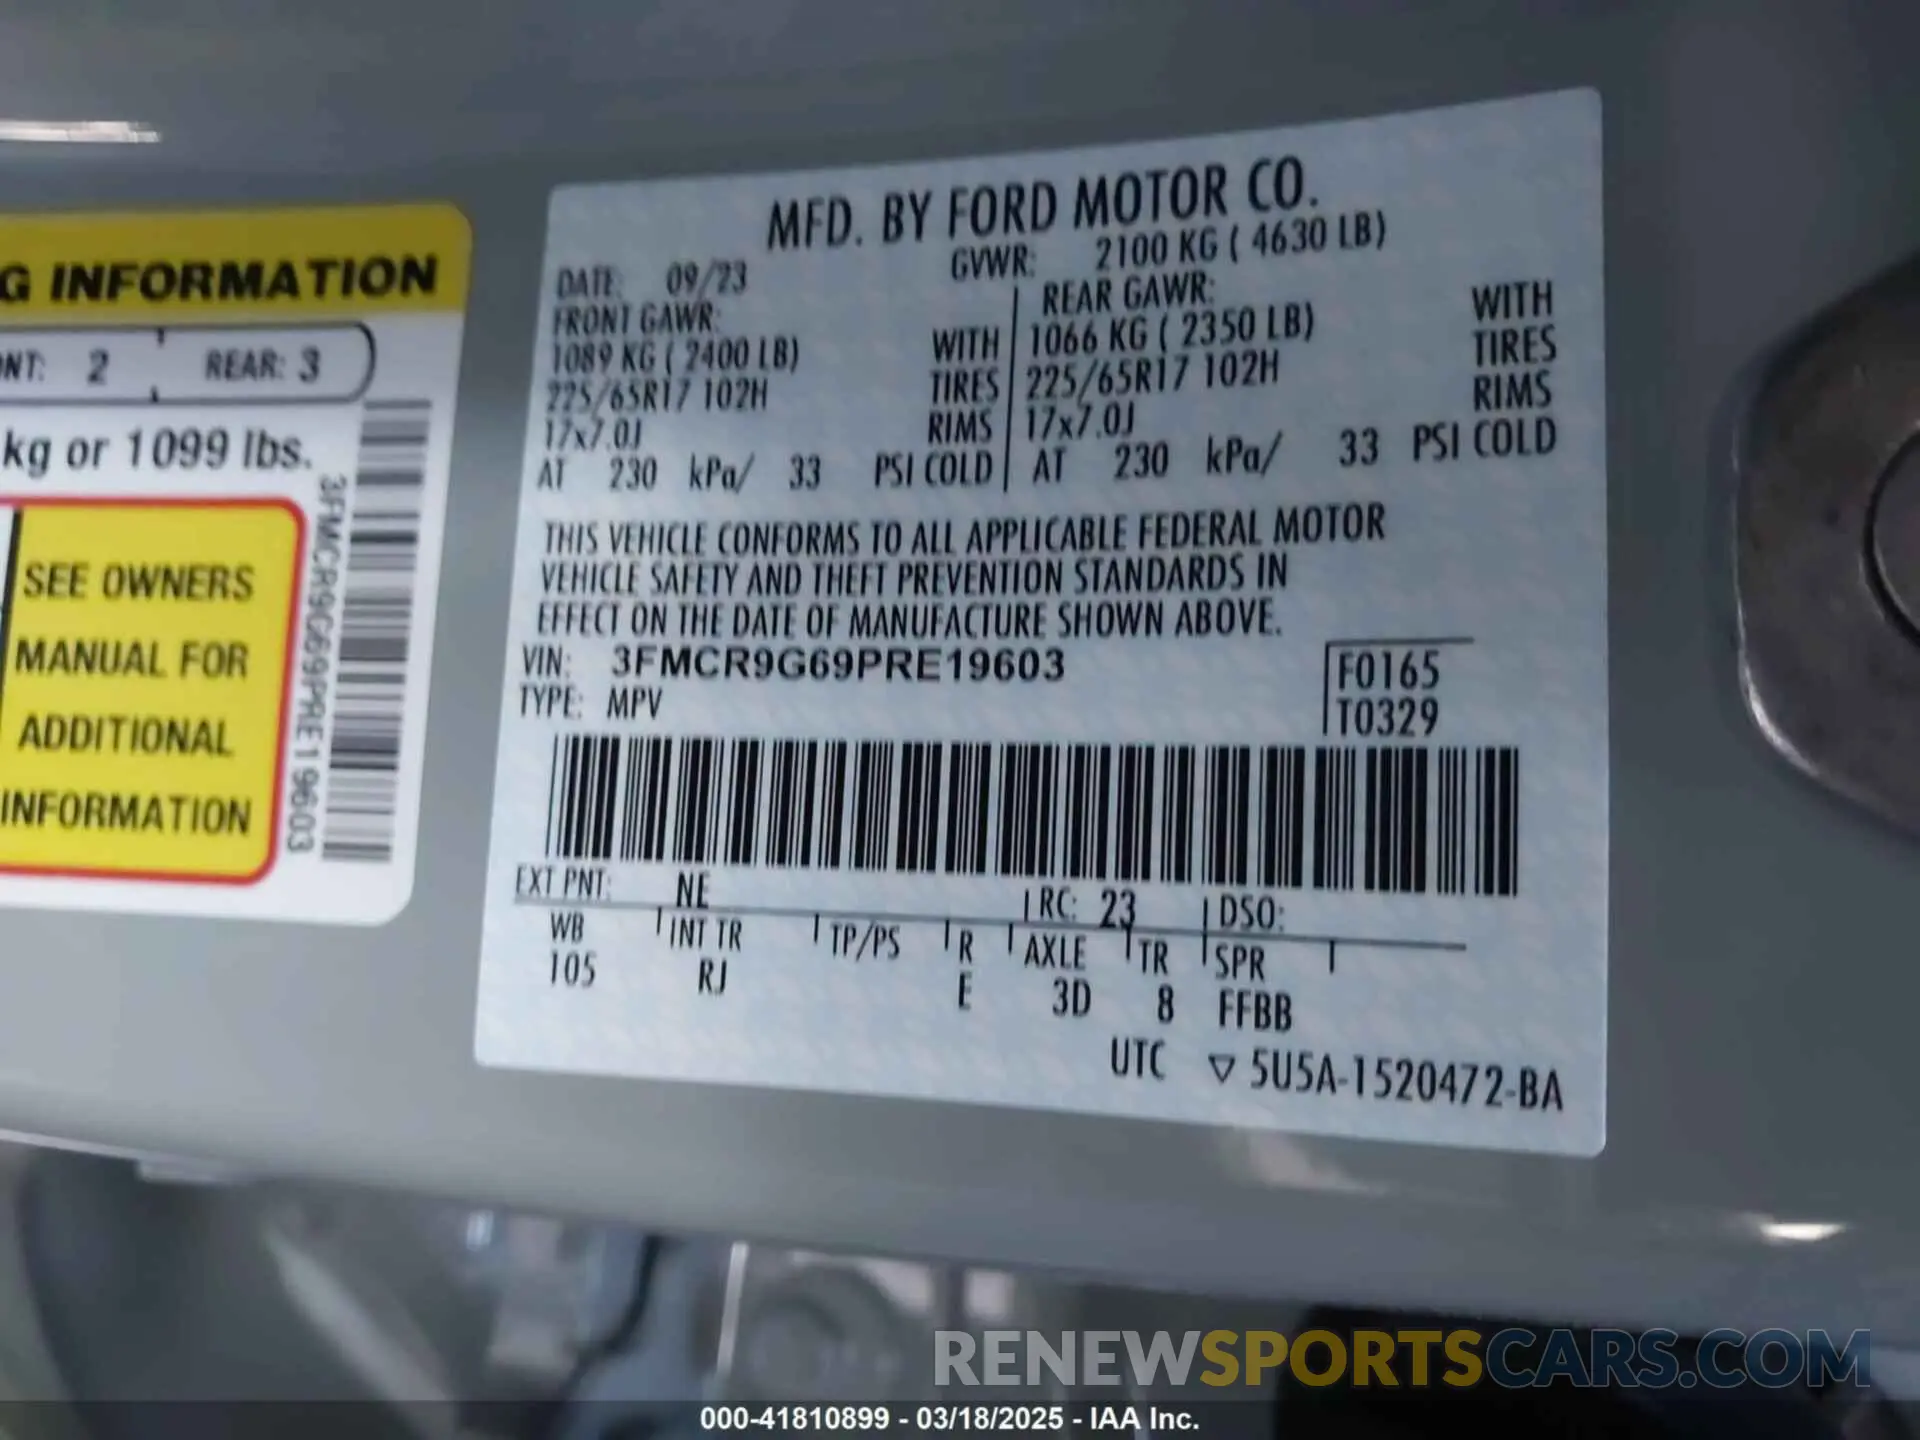 G INFORMATION
NT: 2 REAR: 3
kg or 1099 lbs.
3FMCR9G69PRE19603
SEE OWNERS
MANUAL FOR
ADDITIONAL
INFORMATION
MFD. BY FORD MOTOR CO.
DATE: 09/23 GVWR: 2100 KG ( 4630 LB)
FRONT GAWR: REAR GAWR:
1089 KG ( 2400 LB) WITH 1066 KG ( 2350 LB) WITH
225/65R17 102H TIRES 225/65R17 102H TIRES
17x7.0J RIMS 17x7.0J RIMS
AT 230 kPa/ 33 PSI COLD AT 230 kPa/ 33 PSI COLD
THIS VEHICLE CONFORMS TO ALL APPLICABLE FEDERAL MOTOR
VEHICLE SAFETY AND THEFT PREVENTION STANDARDS IN
EFFECT ON THE DATE OF MANUFACTURE SHOWN ABOVE.
VIN: 3FMCR9G69PRE19603 F0165
TYPE: MPV T0329
EXT PNT: NE RC: 23 DSO:
WB INT TR TP/PS R AXLE TR SPR
105 RJ E 3D 8 FFBB
UTC ▽ 5U5A-1520472-BA
RENEWSPORTSCARS.COM
000-41810899 - 03/18/2025 - IAA Inc.